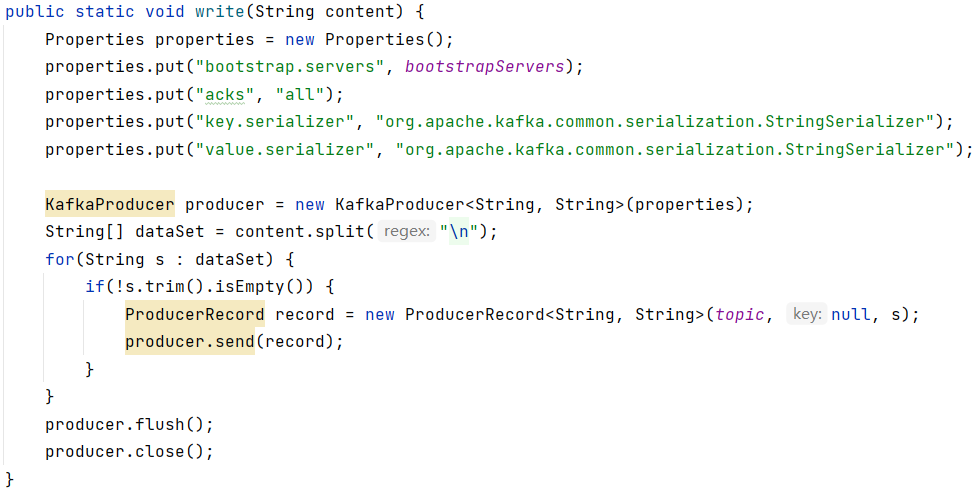 public static void write(String content) {
    Properties properties = new Properties();
    properties.put("bootstrap.servers", bootstrapServers);
    properties.put("acks", "all");
    properties.put("key.serializer", "org.apache.kafka.common.serialization.StringSerializer");
    properties.put("value.serializer", "org.apache.kafka.common.serialization.StringSerializer");

    KafkaProducer producer = new KafkaProducer<String, String>(properties);
    String[] dataSet = content.split( regex: "\n");
    for(String s : dataSet) {
        if(!s.trim().isEmpty()) {
            ProducerRecord record = new ProducerRecord<String, String>(topic, key: null, s);
            producer.send(record);
        }
    }
    producer.flush();
    producer.close();
}